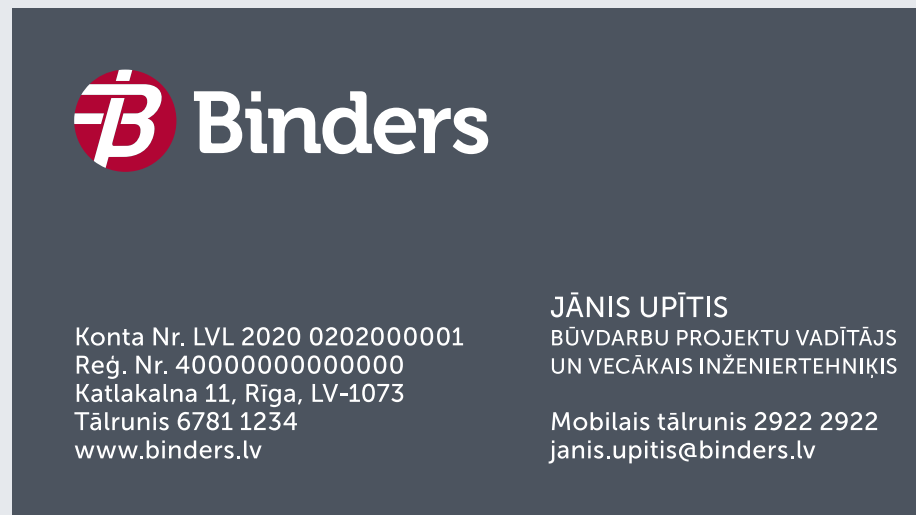 Binders
Konta Nr. LVL 2020 0202000001
Reģ. Nr. 40000000000000
Katlakalna 11, Rīga, LV-1073
Tālrunis 6781 1234
www.binders.lv
JĀNIS UPĪTIS
BŪVDARBU PROJEKTU VADĪTĀJS
UN VECĀKAIS INŽENIERTEHNIĶIS
Mobilais tālrunis 2922 2922
janis.upitis@binders.lv